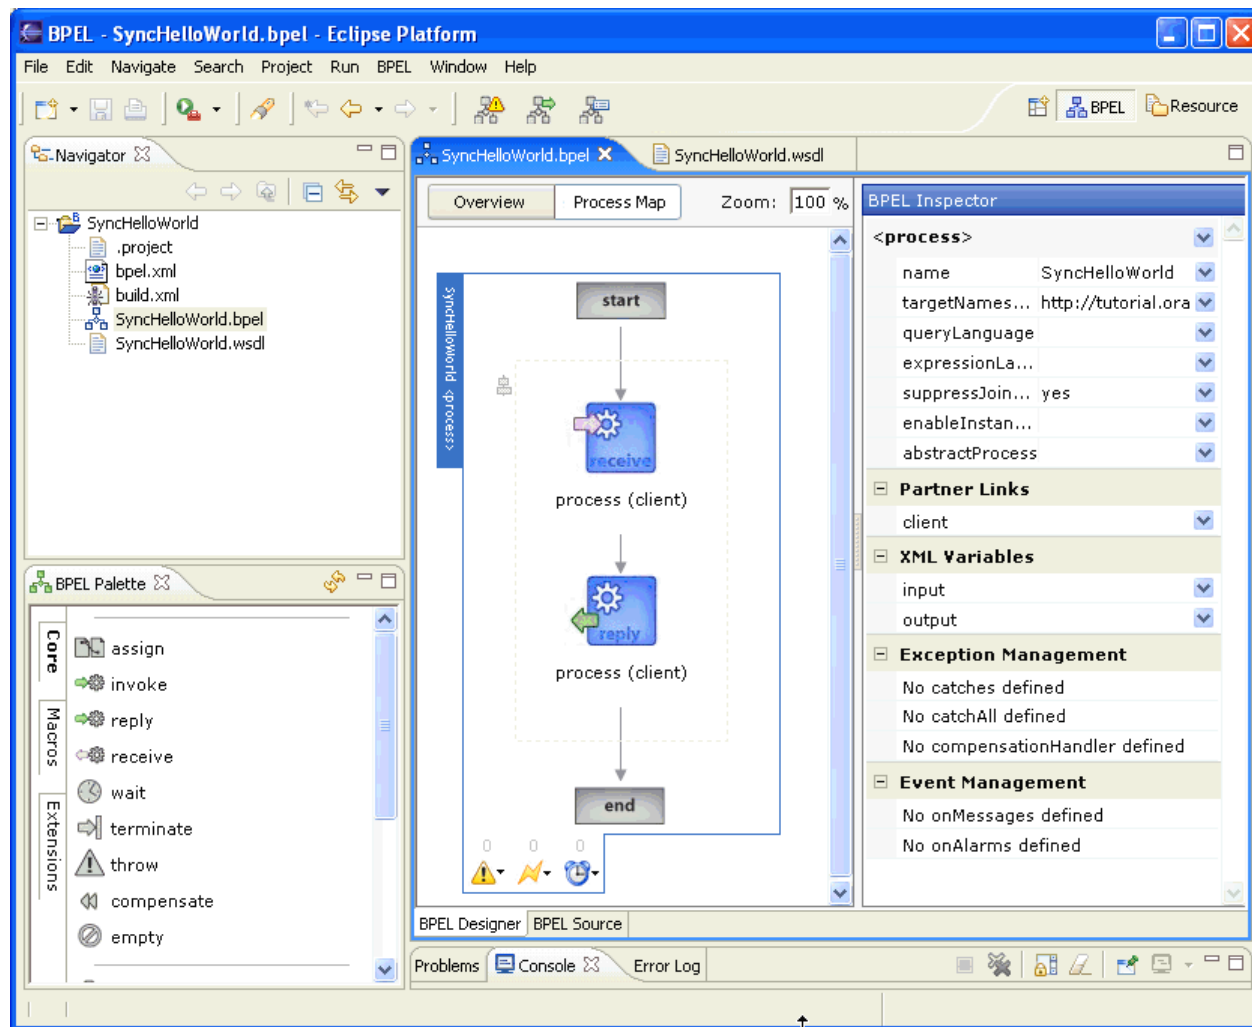 BPEL - SyncHelloWorld.bpel - Eclipse Platform
File Edit Navigate Search Project Run BPEL Window Help
BPEL Resource
Navigator
SyncHelloWorld
.project
bpel.xml
build.xml
SyncHelloWorld.bpel
SyncHelloWorld.wsdl
BPEL Palette
Core
Macros
Extensions
assign
invoke
reply
receive
wait
terminate
throw
compensate
empty
SyncHelloWorld.bpel SyncHelloWorld.wsdl
Overview Process Map Zoom: 100 %
SyncHelloWorld <process>
start
receive
process (client)
reply
process (client)
end
0 0 0
BPEL Designer BPEL Source
BPEL Inspector
<process>
name SyncHelloWorld
targetNames... http://tutorial.ora
queryLanguage
expressionLa...
suppressJoin... yes
enableInstan...
abstractProcess
Partner Links
client
XML Variables
input
output
Exception Management
No catches defined
No catchAll defined
No compensationHandler defined
Event Management
No onMessages defined
No onAlarms defined
Problems Console Error Log